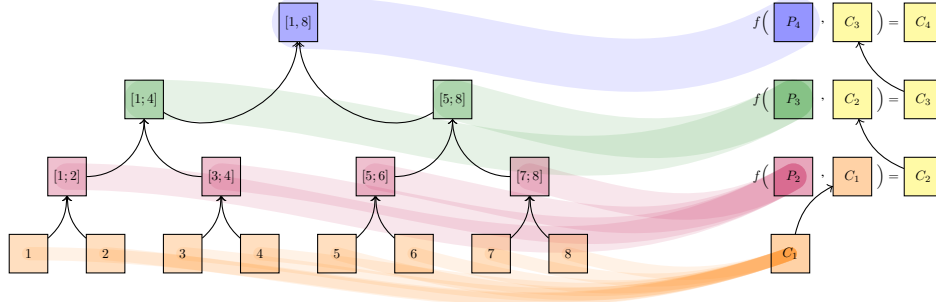 [1, 8] f( P₄ , C₃ ) = C₄
[1; 4] [5; 8] f( P₃ , C₂ ) = C₃
[1; 2] [3; 4] [5; 6] [7; 8] f( P₂ , C₁ ) = C₂
1 2 3 4 5 6 7 8 C₁